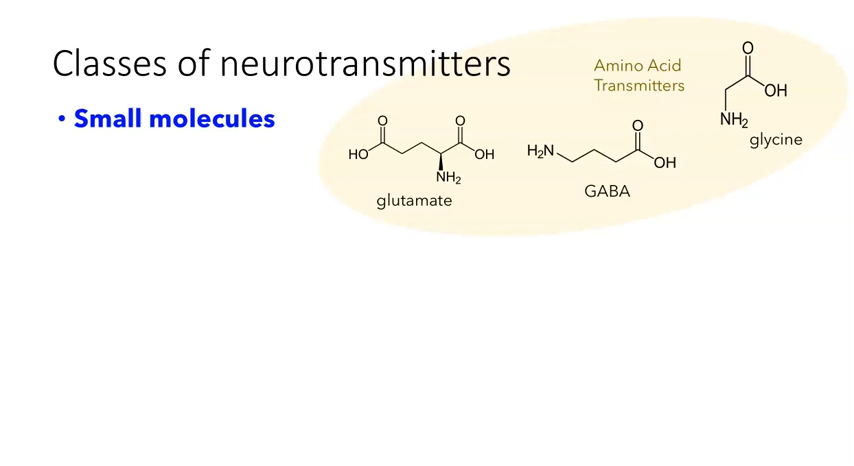 Classes of neurotransmitters
• Small molecules
Amino Acid
Transmitters
O
OH
NH2
glycine
O
O
HO
OH
NH2
glutamate
H2N
O
OH
GABA